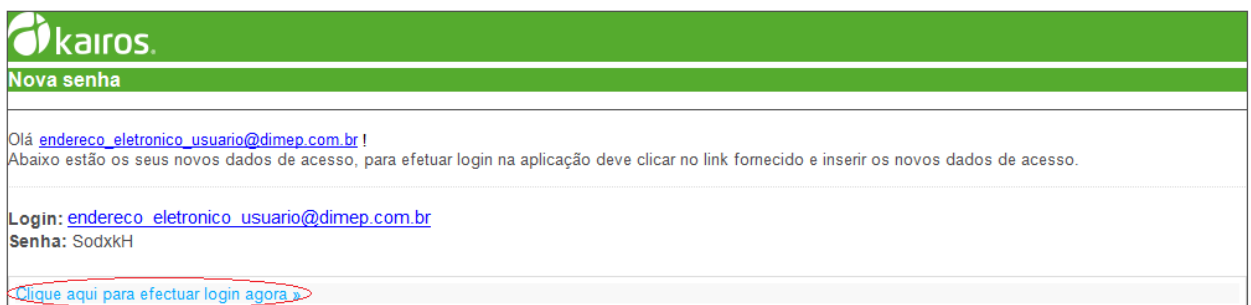 kairos.
Nova senha
Olá endereco_eletronico_usuario@dimep.com.br !
Abaixo estão os seus novos dados de acesso, para efetuar login na aplicação deve clicar no link fornecido e inserir os novos dados de acesso.
Login: endereco_eletronico_usuario@dimep.com.br
Senha: SodxkH
Clique aqui para efectuar login agora »